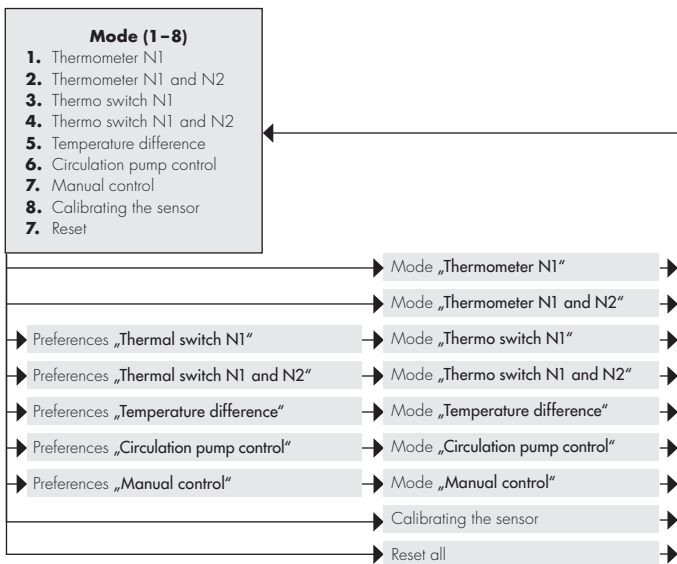 Mode (1–8)
1. Thermometer N1
2. Thermometer N1 and N2
3. Thermo switch N1
4. Thermo switch N1 and N2
5. Temperature difference
6. Circulation pump control
7. Manual control
8. Calibrating the sensor
7. Reset
Mode „Thermometer N1“
Mode „Thermometer N1 and N2“
Preferences „Thermal switch N1“ Mode „Thermo switch N1“
Preferences „Thermal switch N1 and N2“ Mode „Thermo switch N1 and N2“
Preferences „Temperature difference“ Mode „Temperature difference“
Preferences „Circulation pump control“ Mode „Circulation pump control“
Preferences „Manual control“ Mode „Manual control“
Calibrating the sensor
Reset all